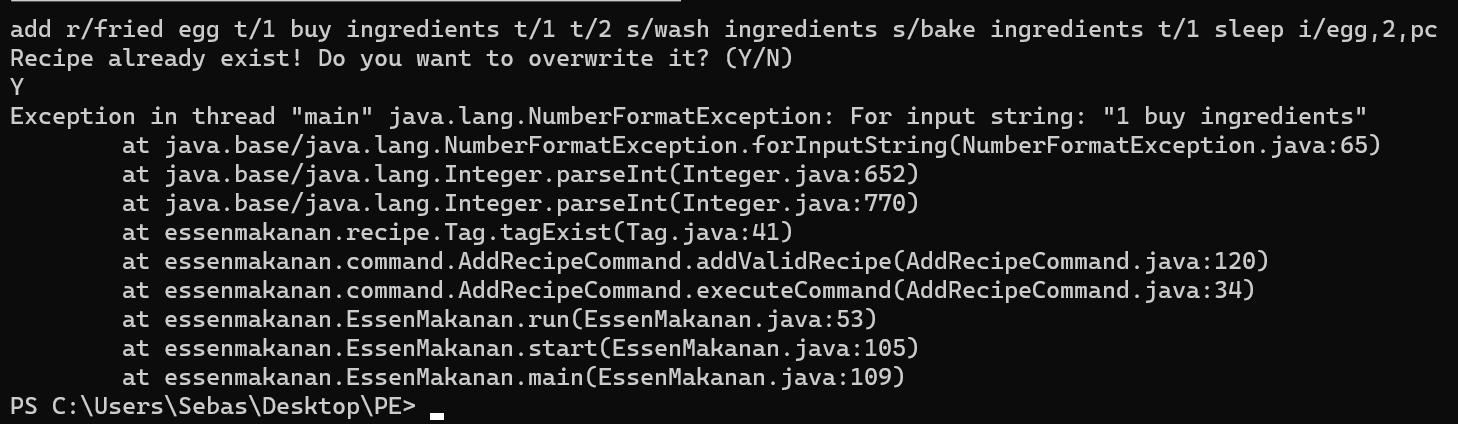 add r/fried egg t/1 buy ingredients t/1 t/2 s/wash ingredients s/bake ingredients t/1 sleep i/egg,2,pc
Recipe already exist! Do you want to overwrite it? (Y/N)
Y
Exception in thread "main" java.lang.NumberFormatException: For input string: "1 buy ingredients"
        at java.base/java.lang.NumberFormatException.forInputString(NumberFormatException.java:65)
        at java.base/java.lang.Integer.parseInt(Integer.java:652)
        at java.base/java.lang.Integer.parseInt(Integer.java:770)
        at essenmakanan.recipe.Tag.tagExist(Tag.java:41)
        at essenmakanan.command.AddRecipeCommand.addValidRecipe(AddRecipeCommand.java:120)
        at essenmakanan.command.AddRecipeCommand.executeCommand(AddRecipeCommand.java:34)
        at essenmakanan.EssenMakanan.run(EssenMakanan.java:53)
        at essenmakanan.EssenMakanan.start(EssenMakanan.java:105)
        at essenmakanan.EssenMakanan.main(EssenMakanan.java:109)
PS C:\Users\Sebas\Desktop\PE>